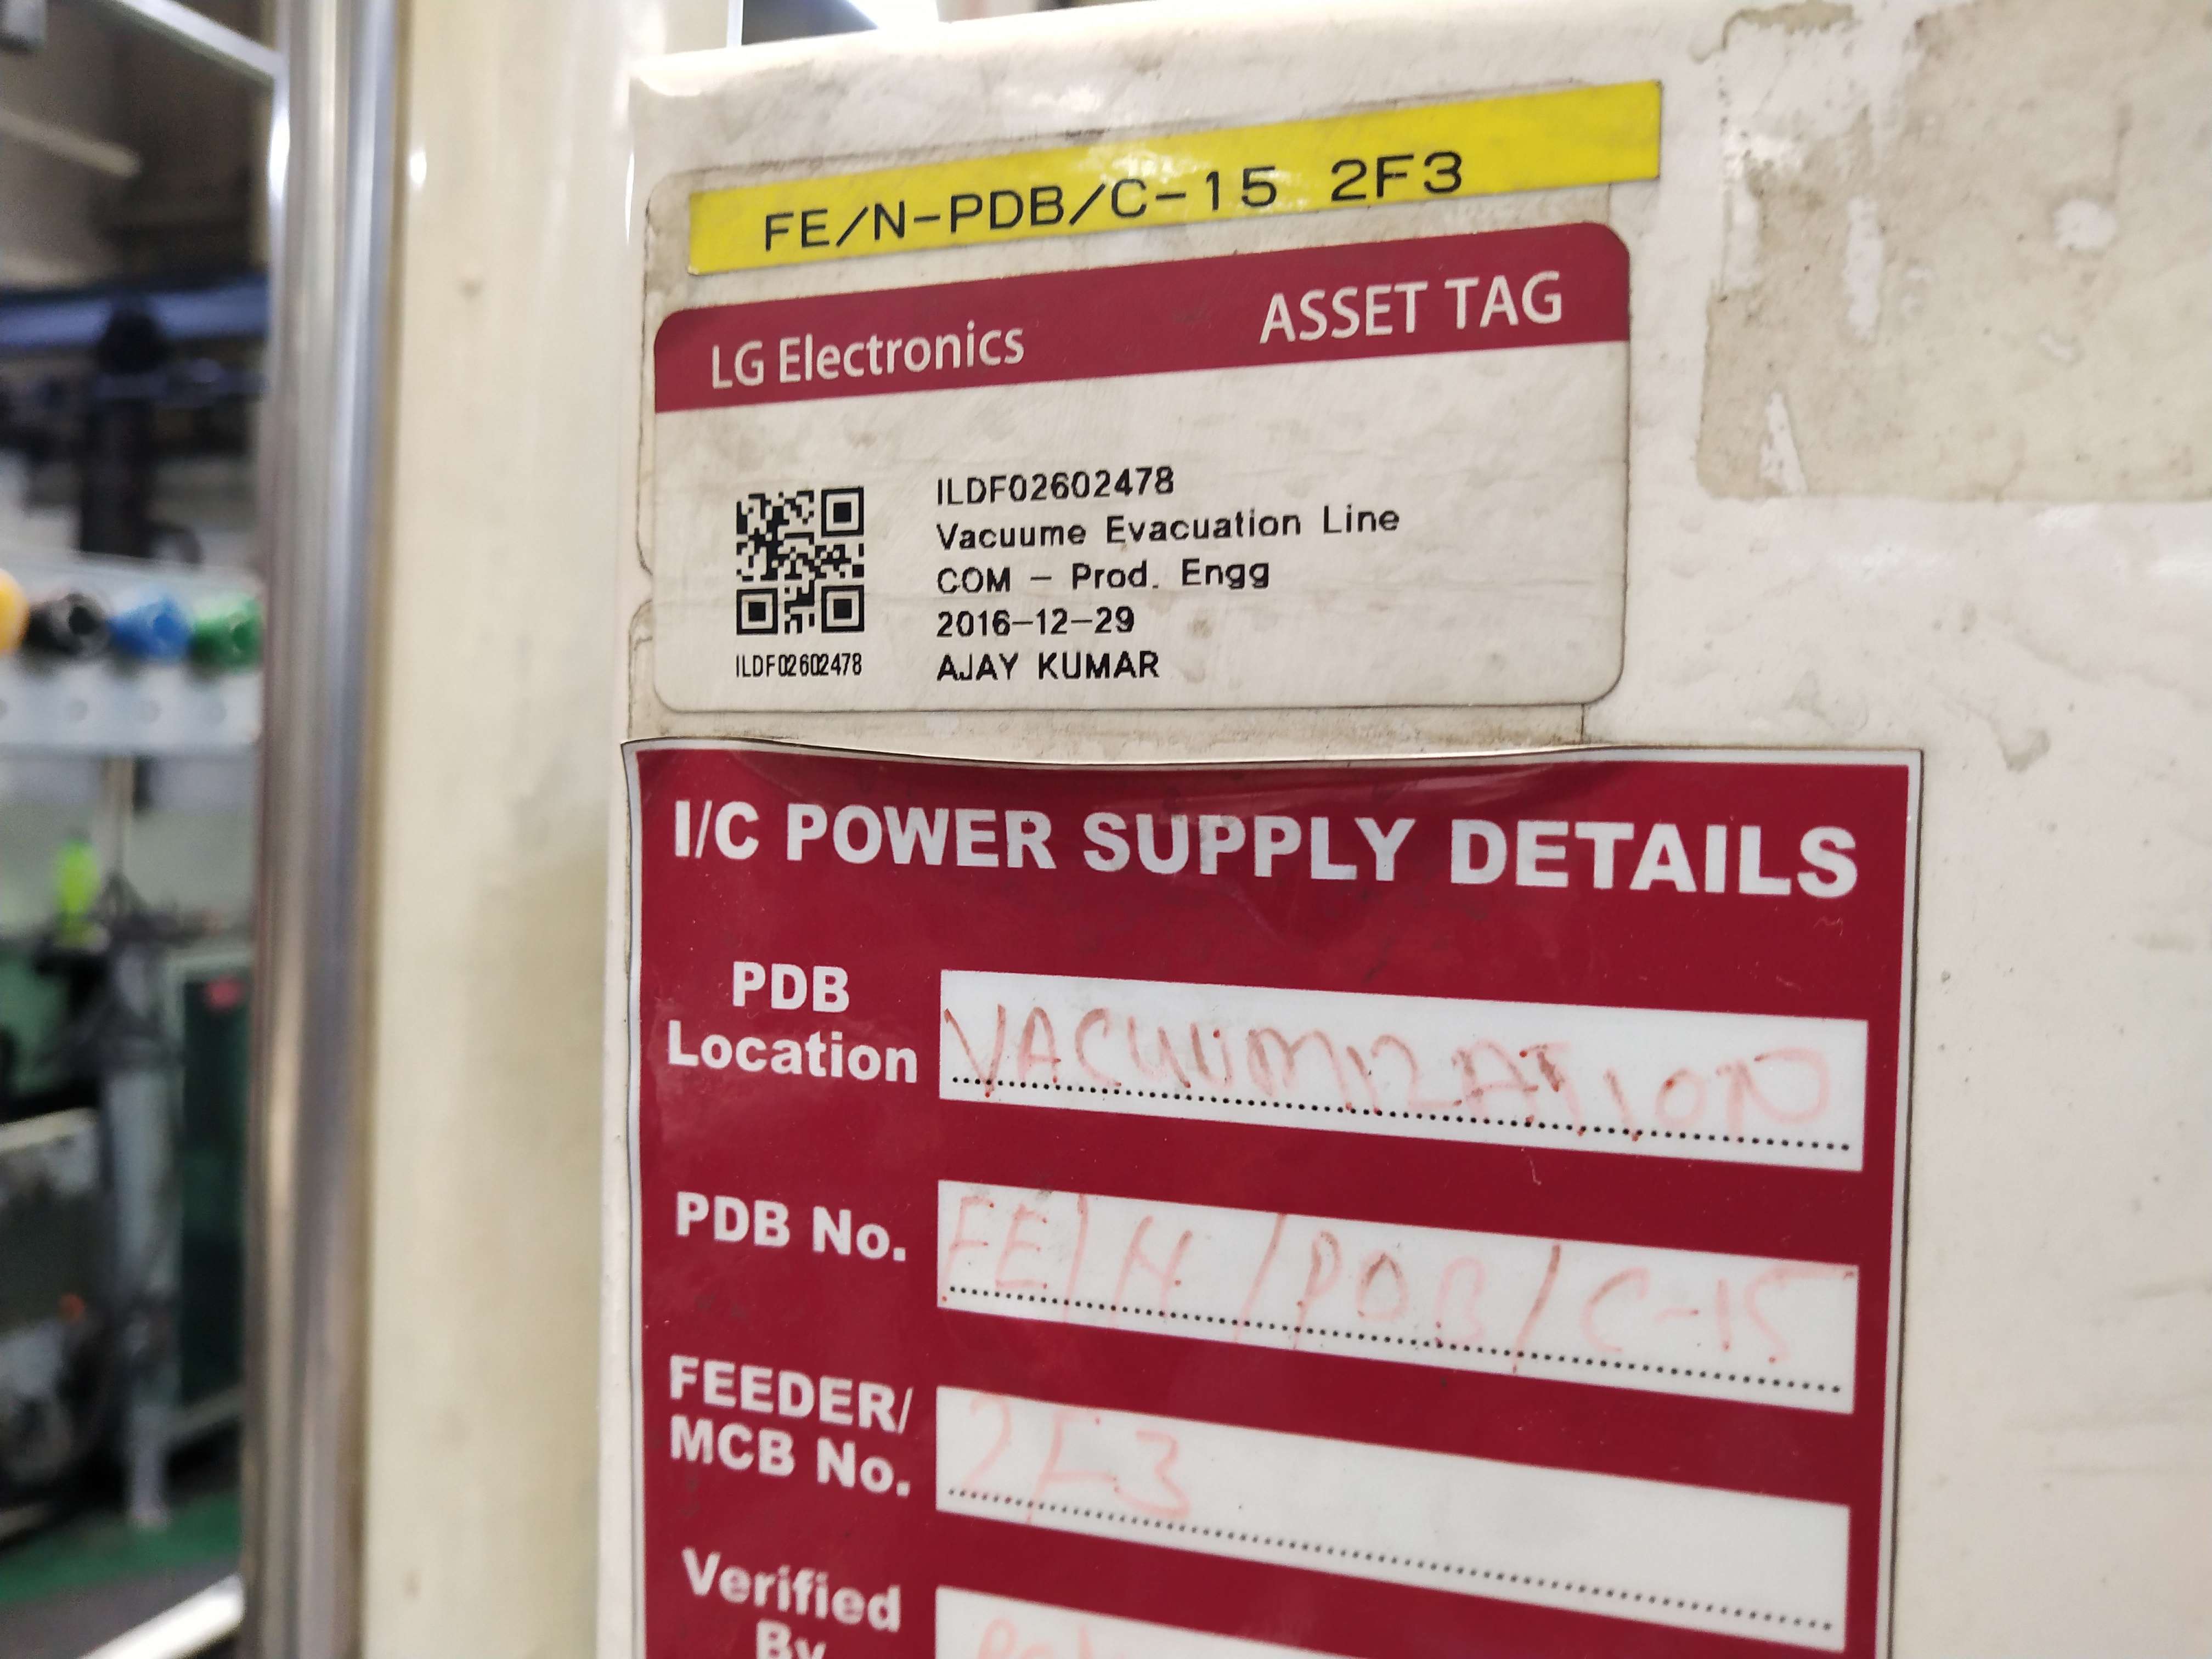 FE/N-PDB/C-15 2F3
LG Electronics ASSET TAG
ILDF02602478
Vacuume Evacuation Line
COM - Prod. Engg
2016-12-29
AJAY KUMAR
ILDF02602478
I/C POWER SUPPLY DETAILS
PDB
Location
VACUUMIZATION
PDB No.
FE/N/PDB/C-15
FEEDER/
MCB No.
2F3
Verified
By